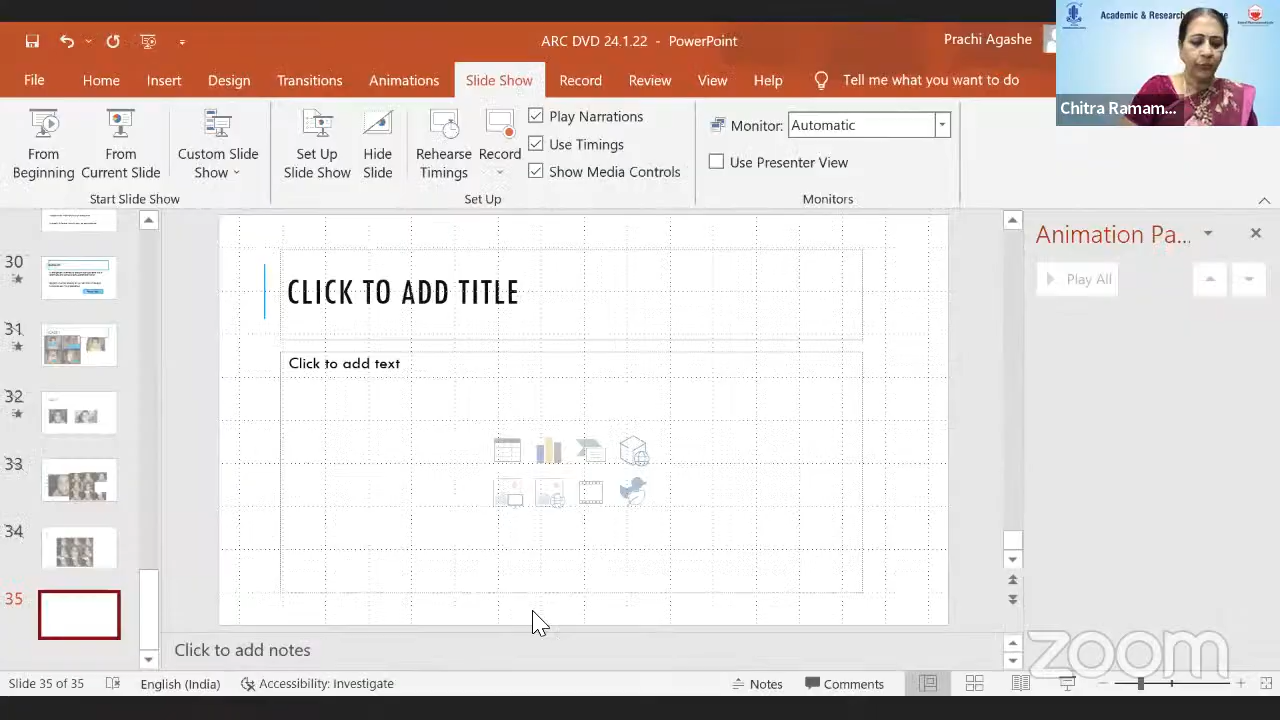 Academic & Research
ARC DVD 24.1.22 - PowerPoint
Prachi Agashe
File Home Insert Design Transitions Animations Slide Show Record Review View Help Tell me what you want to do
Chitra Ramam...
From Beginning
From Current Slide
Custom Slide Show
Set Up Slide Show
Hide Slide
Rehearse Timings
Record
Play Narrations
Use Timings
Show Media Controls
Monitor: Automatic
Use Presenter View
Start Slide Show
Set Up
Monitors
Animation Pa...
Play All
30
31
32
33
34
35
CLICK TO ADD TITLE
Click to add text
Click to add notes
zoom
Slide 35 of 35 English (India) Accessibility: Investigate Notes Comments